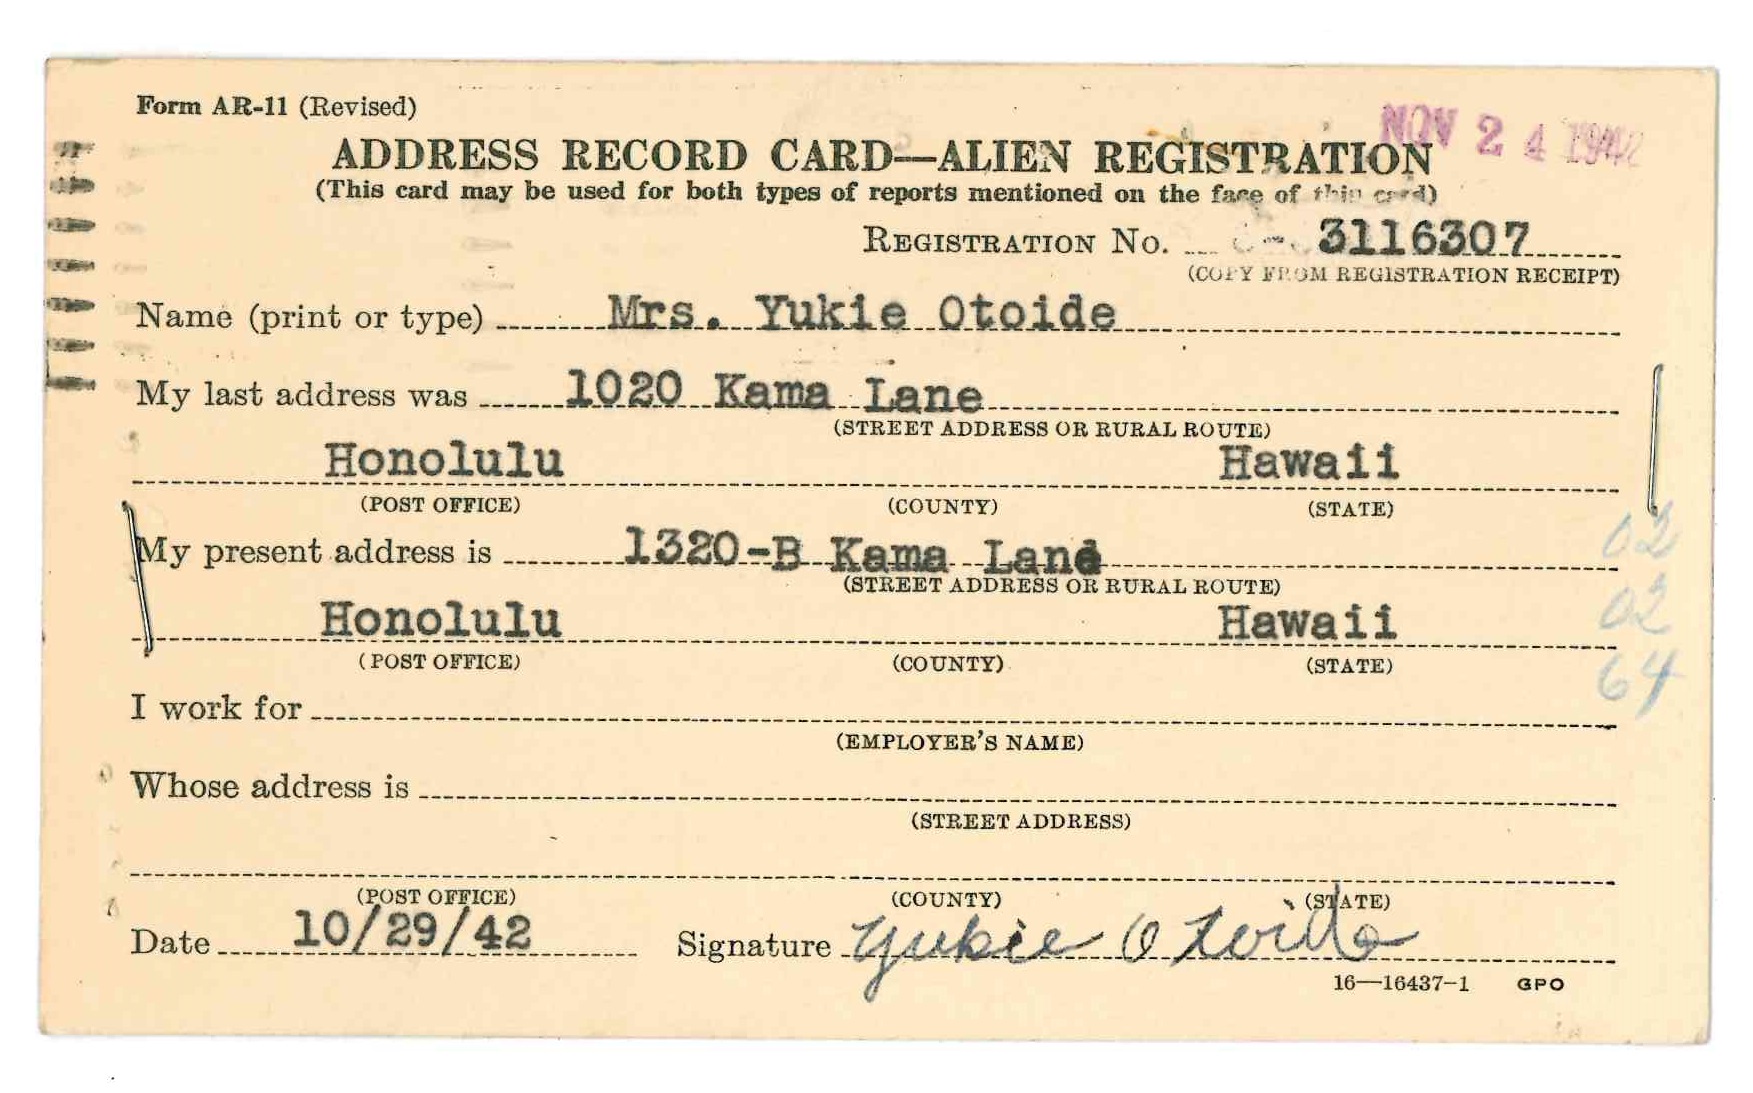 Form AR-11 (Revised)
NOV 24 1942
ADDRESS RECORD CARD—ALIEN REGISTRATION
(This card may be used for both types of reports mentioned on the face of this card)
REGISTRATION No. 3116307
(COPY FROM REGISTRATION RECEIPT)
Name (print or type) Mrs. Yukie Otoide
My last address was 1020 Kama Lane
(STREET ADDRESS OR RURAL ROUTE)
Honolulu Hawaii
(POST OFFICE) (COUNTY) (STATE)
My present address is 1320-B Kama Lane
(STREET ADDRESS OR RURAL ROUTE)
02
Honolulu Hawaii 02
(POST OFFICE) (COUNTY) (STATE) 64
I work for
(EMPLOYER'S NAME)
Whose address is
(STREET ADDRESS)
(POST OFFICE) (COUNTY) (STATE)
Date 10/29/42 Signature Yukie Otoide
16—16437-1 GPO